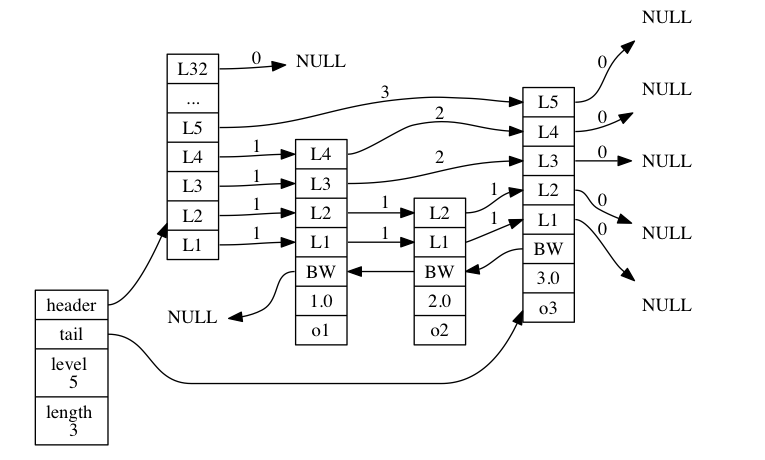 NULL
0
L32
0
NULL
...
L5
3
L5
0
NULL
L4
1
L4
2
L4
0
L3
1
L3
2
L3
0
NULL
L2
1
L2
1
L2
1
L2
0
L1
1
L1
1
L1
1
L1
0
NULL
BW
BW
BW
header
NULL
1.0
2.0
3.0
NULL
tail
o1
o2
o3
level
5
length
3